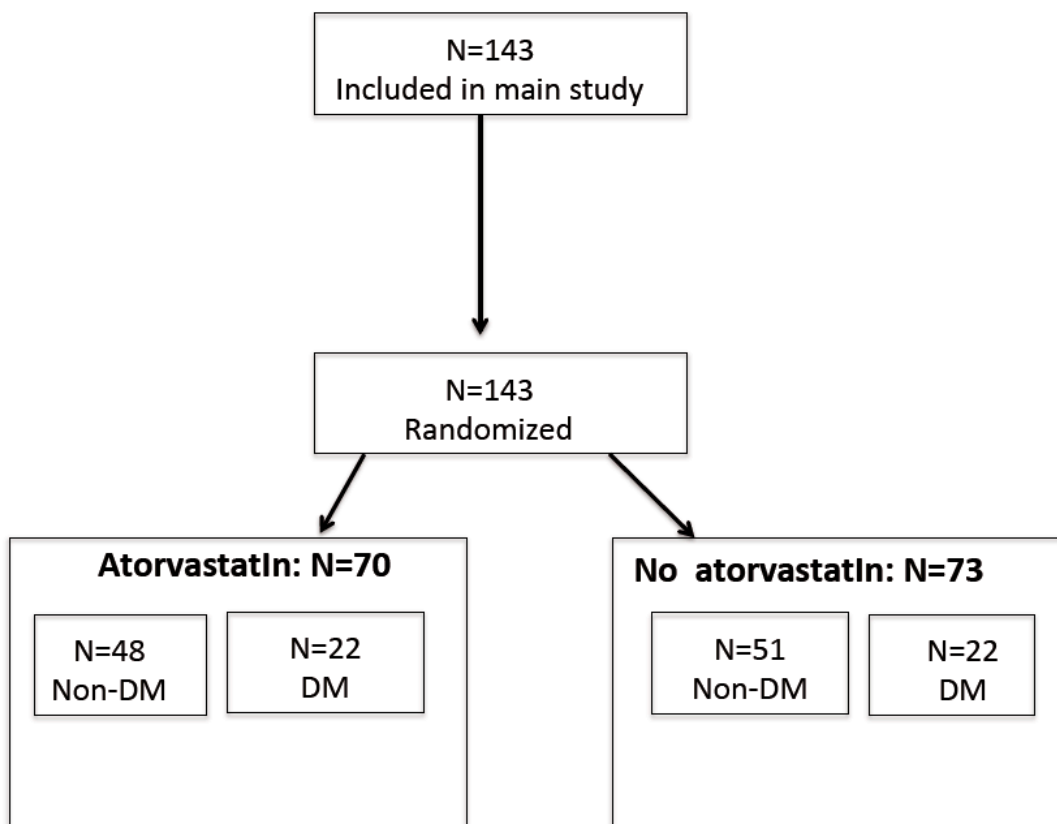 N=143
Included in main study
N=143
Randomized
AtorvastatIn: N=70
N=48
Non-DM
N=22
DM
No  atorvastatIn: N=73
N=51
Non-DM
N=22
DM